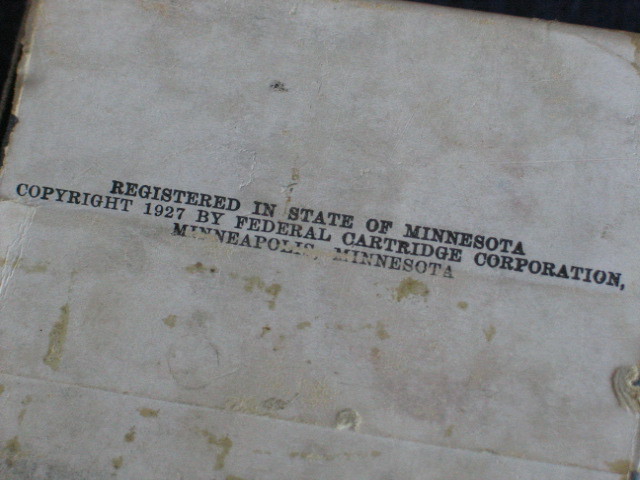 REGISTERED IN STATE OF MINNESOTA
COPYRIGHT 1927 BY FEDERAL CARTRIDGE CORPORATION,
MINNEAPOLIS, MINNESOTA